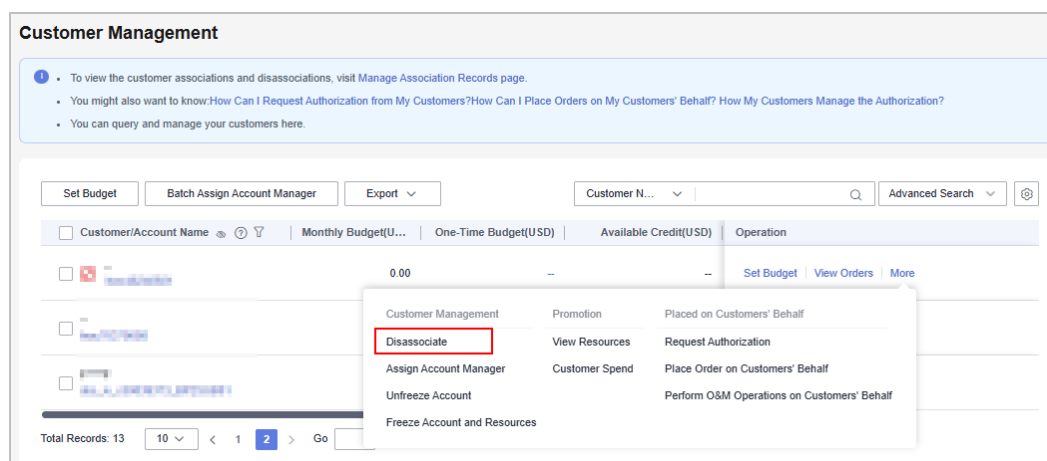 Customer Management
To view the customer associations and disassociations, visit Manage Association Records page.
You might also want to know:How Can I Request Authorization from My Customers?How Can I Place Orders on My Customers' Behalf? How My Customers Manage the Authorization?
You can query and manage your customers here.
Set Budget Batch Assign Account Manager Export Customer N... Advanced Search
Customer/Account Name Monthly Budget(U... One-Time Budget(USD) Available Credit(USD) Operation
0.00 -- -- Set Budget View Orders More
Customer Management Promotion Placed on Customers' Behalf
Disassociate View Resources Request Authorization
Assign Account Manager Customer Spend Place Order on Customers' Behalf
Unfreeze Account Perform O&M Operations on Customers' Behalf
Freeze Account and Resources
Total Records: 13 10 < 1 2 > Go